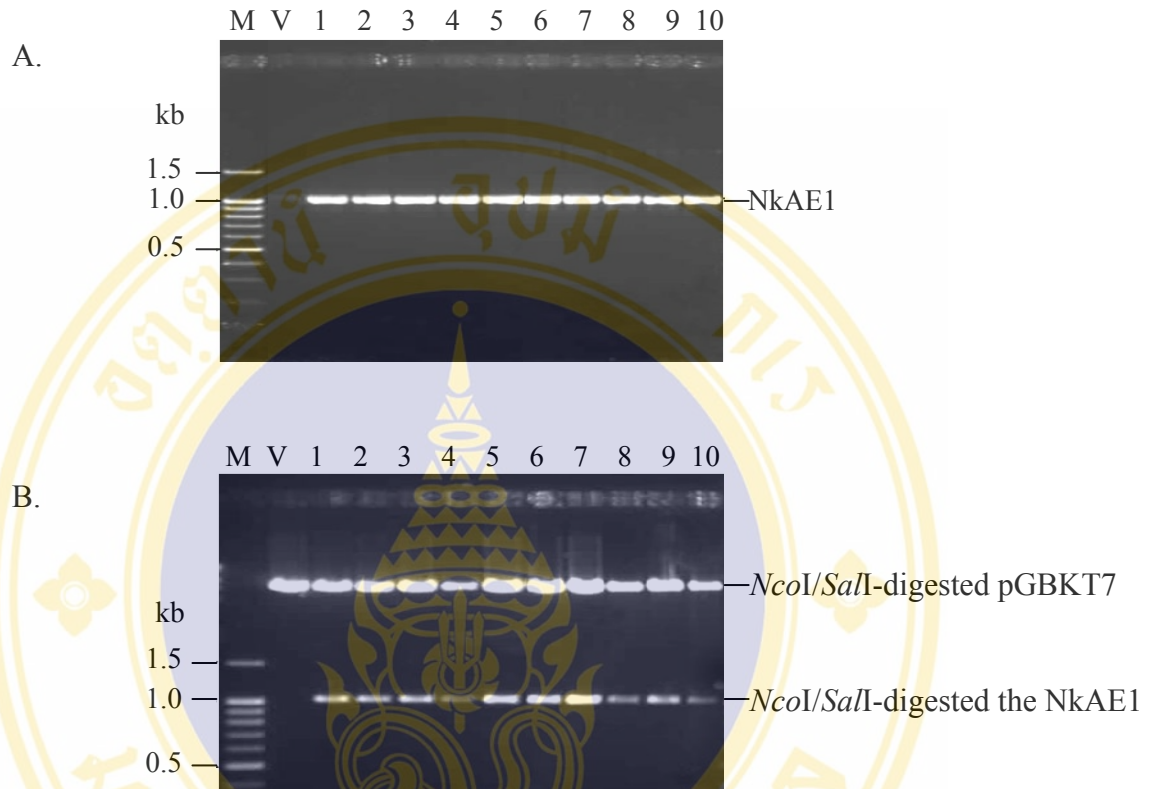 M V 1 2 3 4 5 6 7 8 9 10
A.
kb
1.5
1.0
NkAE1
0.5
M V 1 2 3 4 5 6 7 8 9 10
B.
NcoI/SalI-digested pGBKT7
kb
1.5
1.0
NcoI/SalI-digested the NkAE1
0.5